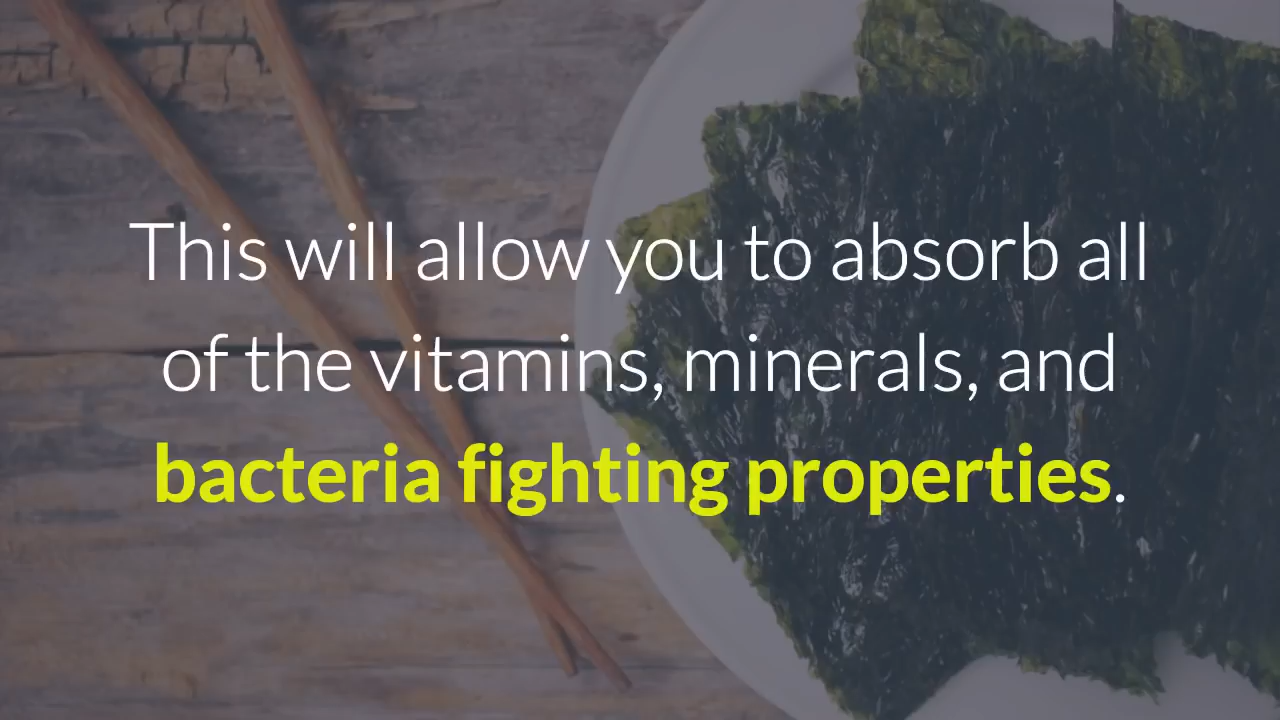 This will allow you to absorb all
of the vitamins, minerals, and
bacteria fighting properties.